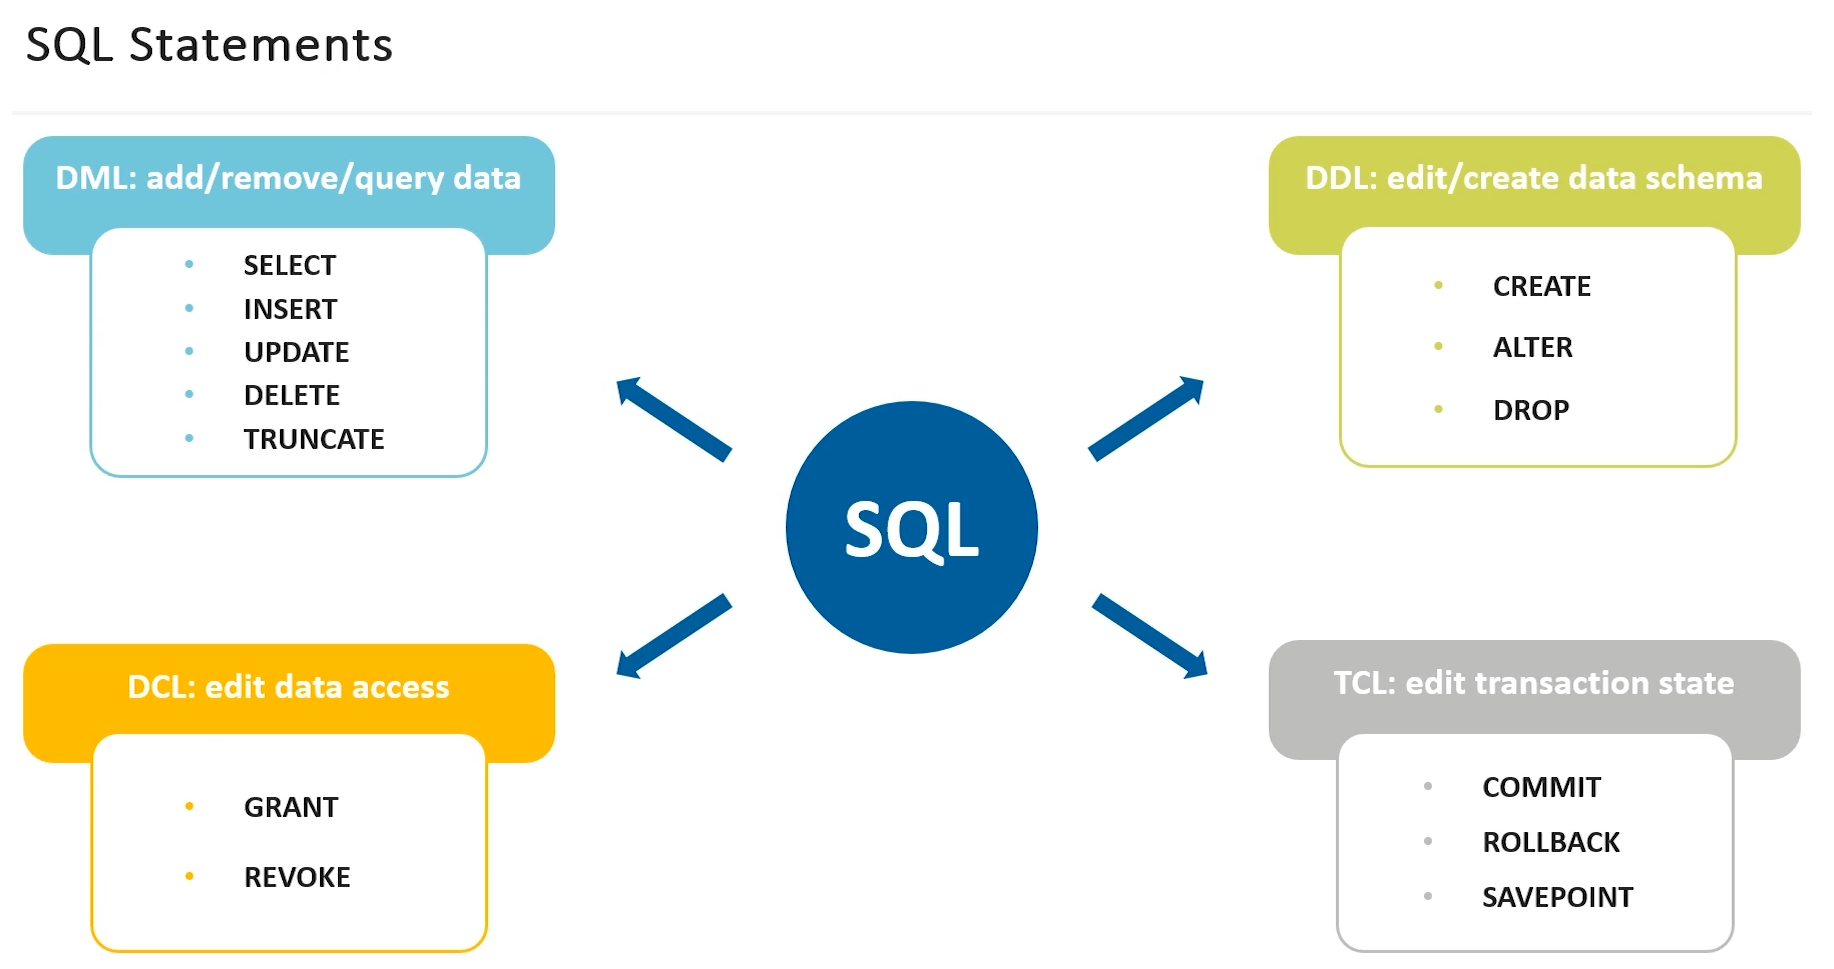 SQL Statements
DML: add/remove/query data
• SELECT
• INSERT
• UPDATE
• DELETE
• TRUNCATE
DDL: edit/create data schema
• CREATE
• ALTER
• DROP
SQL
DCL: edit data access
• GRANT
• REVOKE
TCL: edit transaction state
• COMMIT
• ROLLBACK
• SAVEPOINT